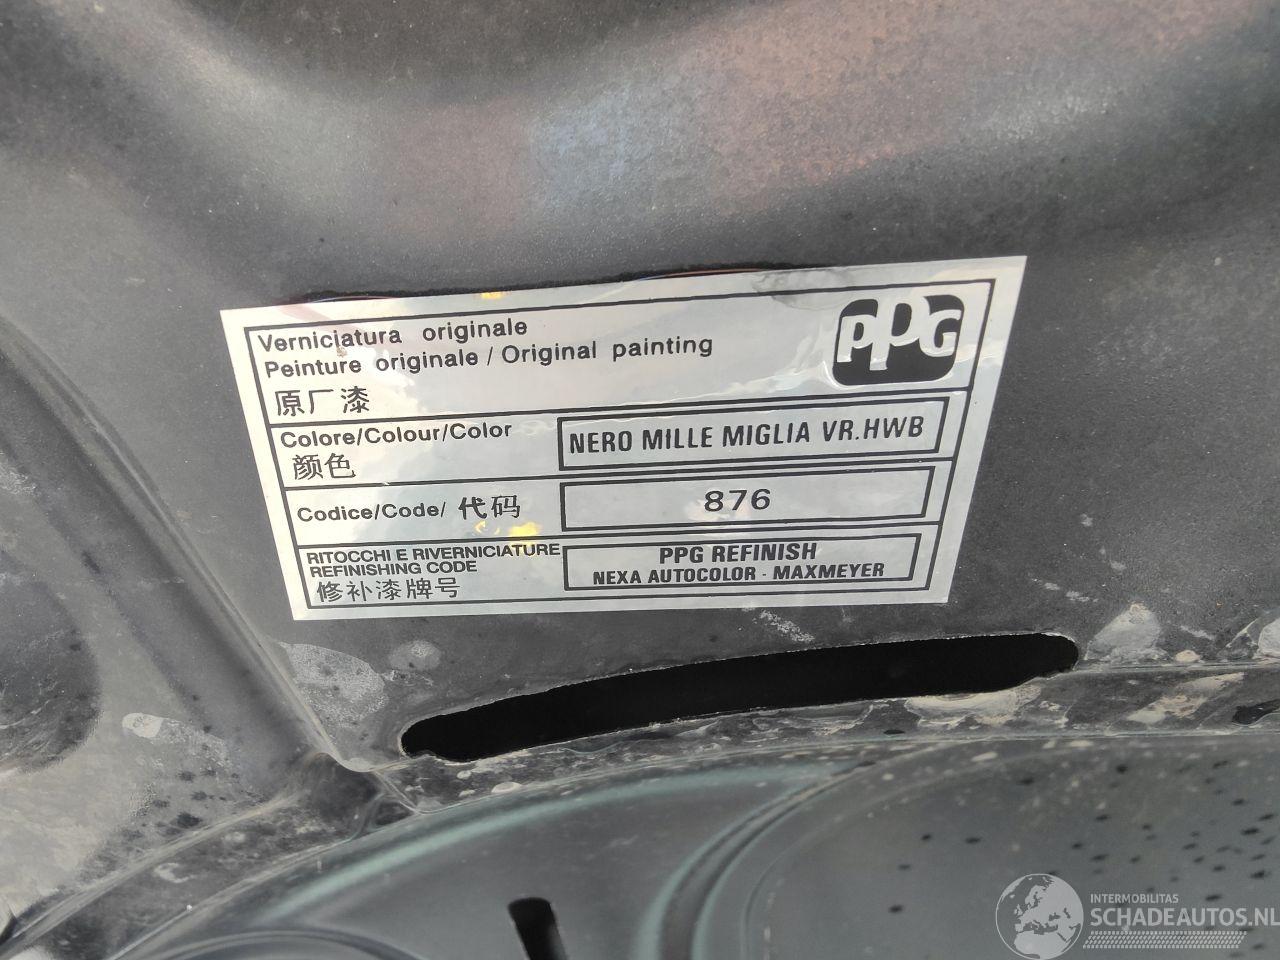 Verniciatura originale
Peinture originale / Original painting
原厂漆
PPG
Colore/Colour/Color
颜色
NERO MILLE MIGLIA VR.HWB
Codice/Code/ 代码
876
RITOCCHI E RIVERNICIATURE
REFINISHING CODE
修补漆牌号
PPG REFINISH
NEXA AUTOCOLOR - MAXMEYER
INTERMOBILITAS
SCHADEAUTOS.NL